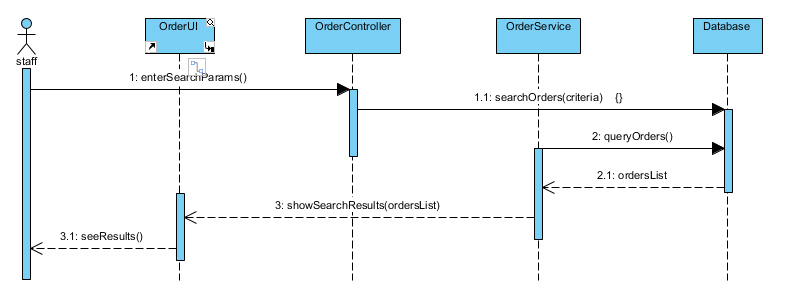 OrderUI
OrderController
OrderService
Database
staff
1: enterSearchParams()
1.1: searchOrders(criteria) {}
2: queryOrders()
2.1: ordersList
3: showSearchResults(ordersList)
3.1: seeResults()